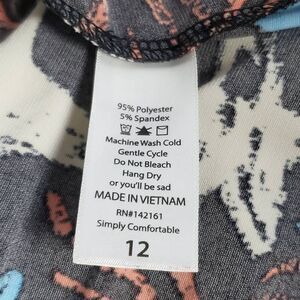 95% Polyester
5% Spandex
Machine Wash Cold
Gentle Cycle
Do Not Bleach
Hang Dry
or you'll be sad
MADE IN VIETNAM
RN#142161
Simply Comfortable
12